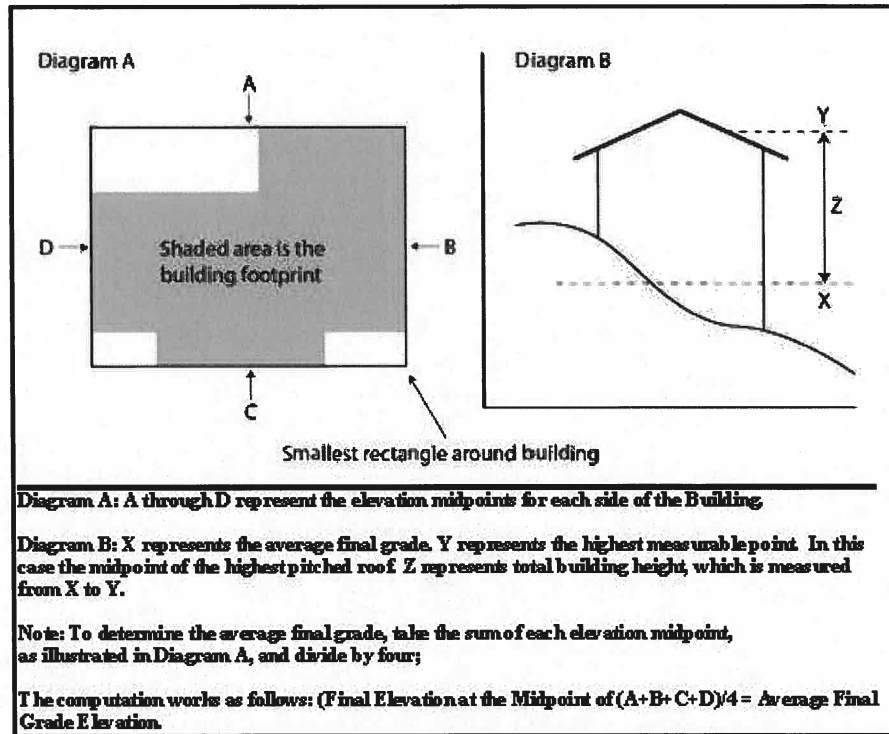 Diagram A
Diagram B
A
Y
Z
D
Shaded area is the
building footprint
B
X
C
Smallest rectangle around building
Diagram A: A through D represent the elevation midpoints for each side of the Building.
Diagram B: X represents the average final grade. Y represents the highest measurable point. In this
case the midpoint of the highest pitched roof. Z represents total building height, which is measured
from X to Y.
Note: To determine the average final grade, take the sum of each elevation midpoint,
as illustrated in Diagram A, and divide by four;
The computation works as follows: (Final Elevation at the Midpoint of (A+B+C+D)/4 = Average Final
Grade Elevation.